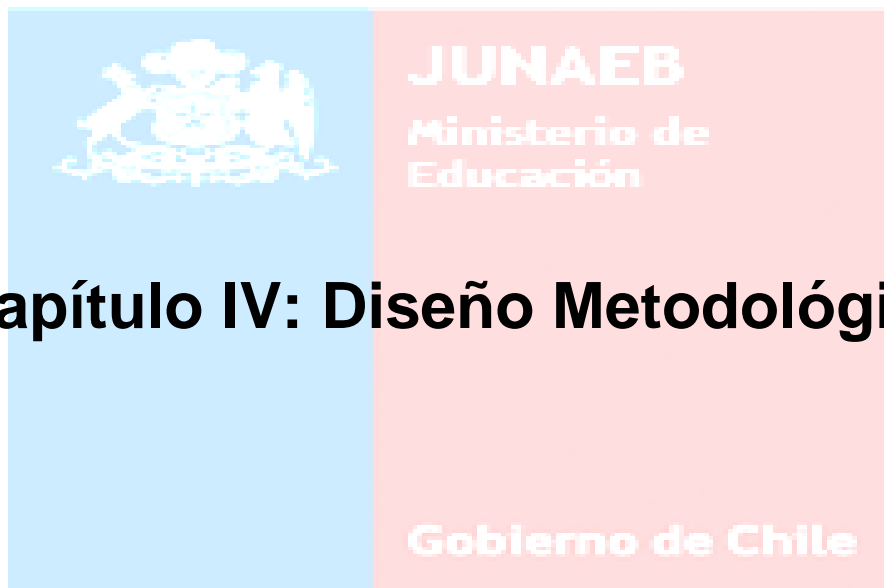 JUNAEB
Ministerio de
Educación
apítulo IV: Diseño Metodológi
Gobierno de Chile